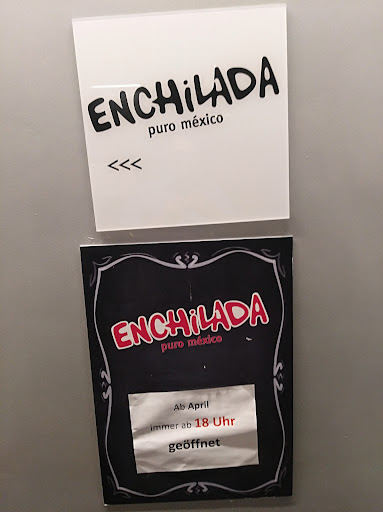 ENCHiLADA
puro méxico
<<<
ENCHiLADA
puro méxico
Ab April
immer ab 18 Uhr
geöffnet